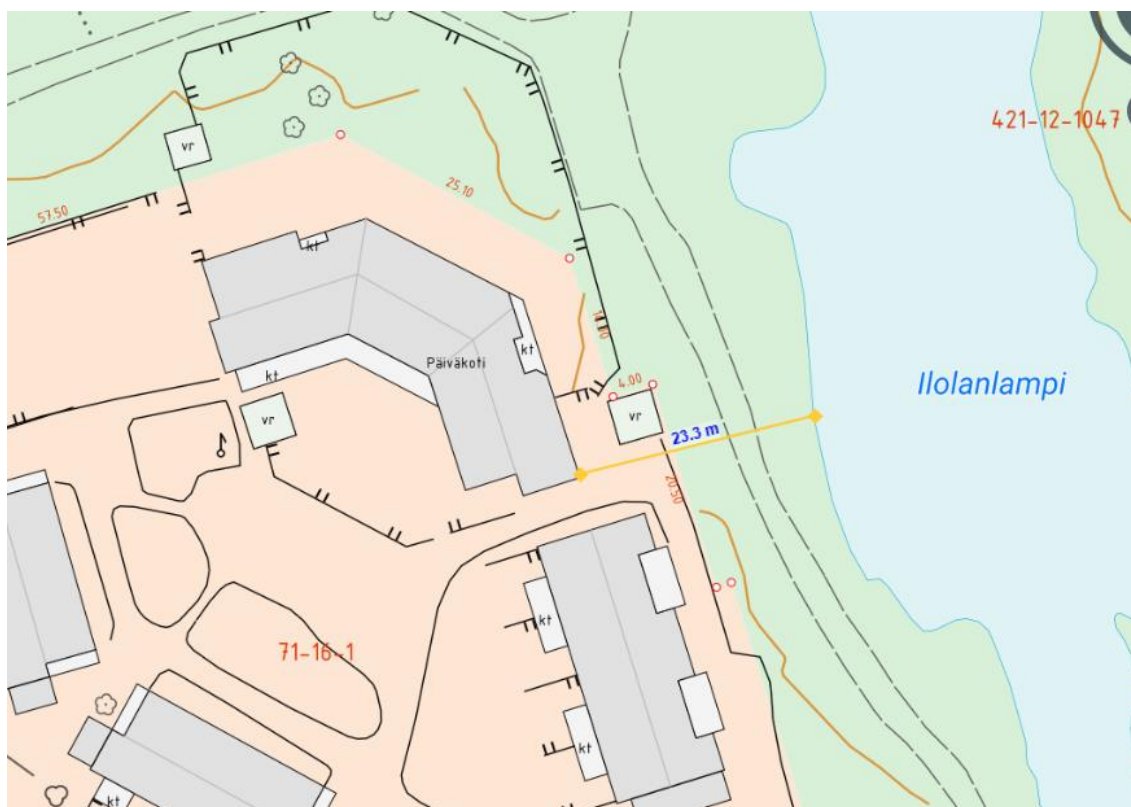 421-12-1047
vr
25.10
57.50
kt
Päiväkoti
kt
kt
4.00
Ilolanlampi
vr
vr
23.3 m
20.50
kt
71-16-1
kt
kt